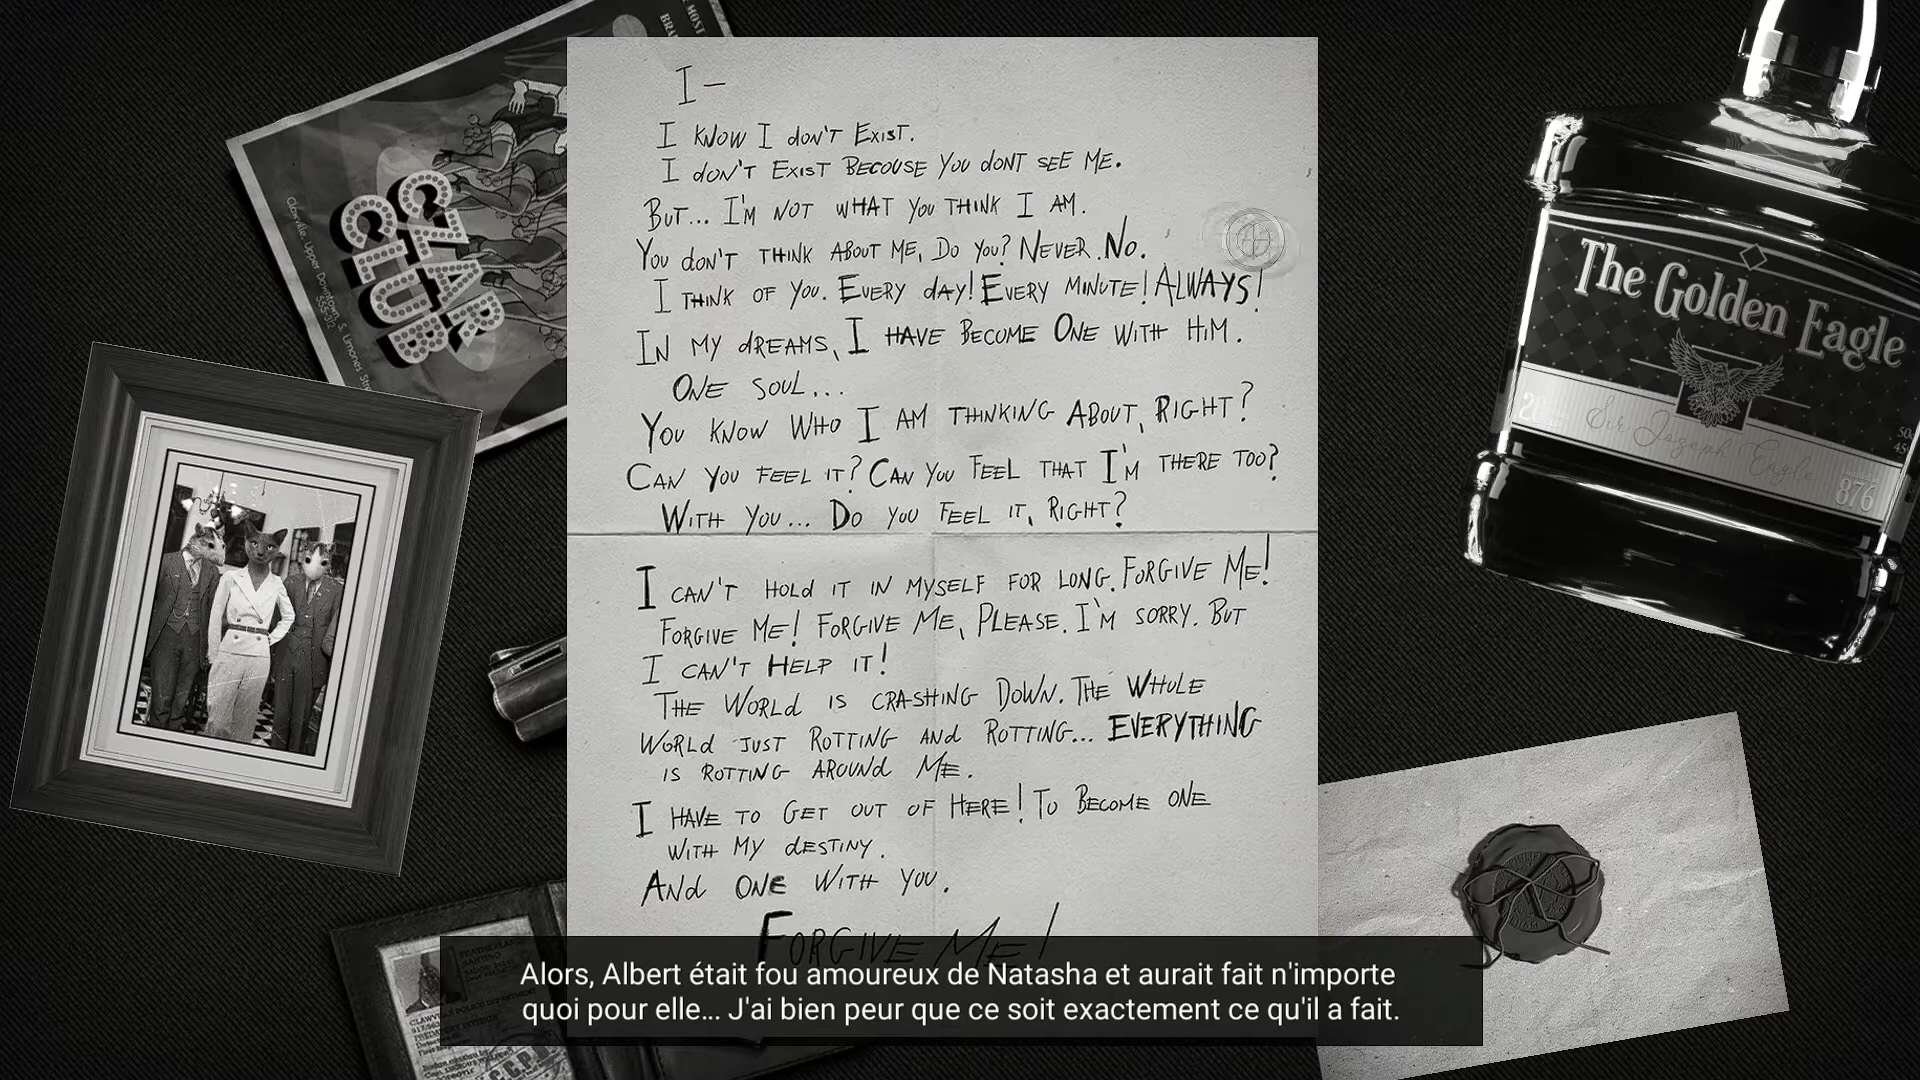 I—
I KNOW I DON'T EXIST.
I DON'T EXIST BECOUSE YOU DONT SEE ME.
BUT... I'M NOT WHAT YOU THINK I AM.
YOU DON'T THINK ABOUT ME, DO YOU? NEVER. NO.
I THINK OF YOU. EVERY DAY! EVERY MINUTE! ALWAYS!
IN MY DREAMS, I HAVE BECOME ONE WITH HIM.
ONE SOUL...
YOU KNOW WHO I AM THINKING ABOUT, RIGHT?
CAN YOU FEEL IT? CAN YOU FEEL THAT I'M THERE TOO?
WITH YOU... DO YOU FEEL IT, RIGHT?
I CAN'T HOLD IT IN MYSELF FOR LONG. FORGIVE ME!
FORGIVE ME! FORGIVE ME, PLEASE. I'M SORRY. BUT
I CAN'T HELP IT!
THE WORLD IS CRASHING DOWN. THE WHOLE
WORLD JUST ROTTING AND ROTTING... EVERYTHING
IS ROTTING AROUND ME.
I HAVE TO GET OUT OF HERE! TO BECOME ONE
WITH MY DESTINY.
AND ONE WITH YOU.
FORGIVE ME!
Alors, Albert était fou amoureux de Natasha et aurait fait n'importe
quoi pour elle... J'ai bien peur que ce soit exactement ce qu'il a fait.
CZAR
CLUB
The Golden Eagle
Sir Joseph Eagle
876